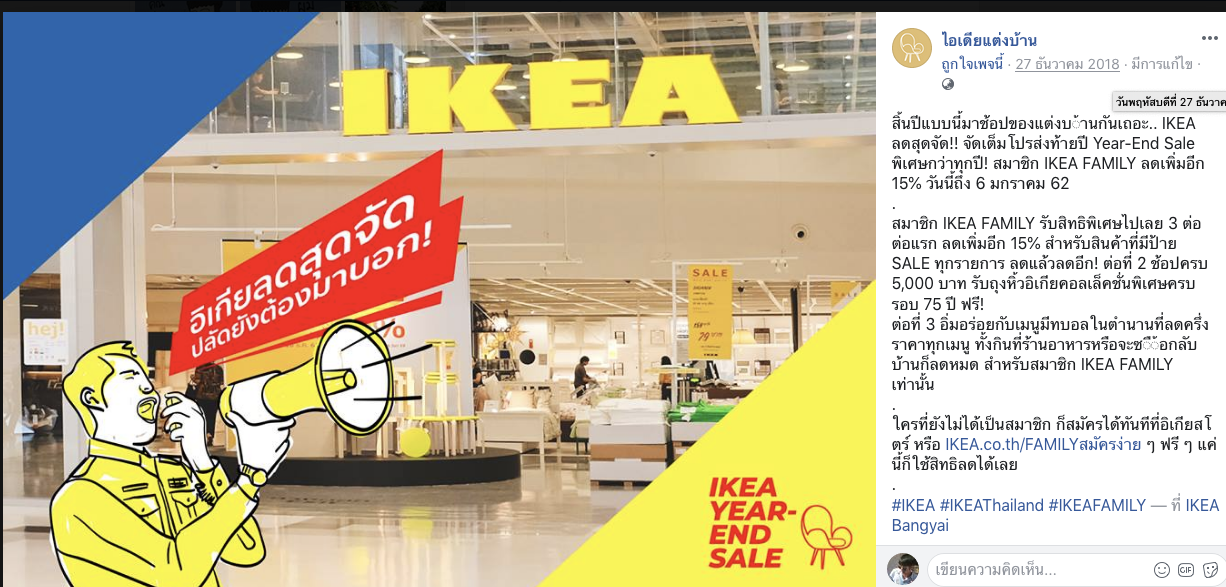 IKEA
อิเกียลดสุดจัด
ปลัดยังต้องมาบอก!
hej!
SALE
79
IKEA
YEAR-
END
SALE
ไอเดียแต่งบ้าน
ถูกใจเพจนี้ · 27 ธันวาคม 2018 · มีการแก้ไข ·
วันพฤหัสบดีที่ 27 ธันวาค
สิ้นปีแบบนี้มาช้อปของแต่งบ้านกันเถอะ.. IKEA
ลดสุดจัด!! จัดเต็มโปรส่งท้ายปี Year-End Sale
พิเศษกว่าทุกปี! สมาชิก IKEA FAMILY ลดเพิ่มอีก
15% วันนี้ถึง 6 มกราคม 62
.
สมาชิก IKEA FAMILY รับสิทธิพิเศษไปเลย 3 ต่อ
ต่อแรก ลดเพิ่มอีก 15% สำหรับสินค้าที่มีป้าย
SALE ทุกรายการ ลดแล้วลดอีก! ต่อที่ 2 ช้อปครบ
5,000 บาท รับถุงหิ้วอิเกียคอลเล็คชั่นพิเศษครบ
รอบ 75 ปี ฟรี!
ต่อที่ 3 อิ่มอร่อยกับเมนูมีทบอลในตำนานที่ลดครึ่ง
ราคาทุกเมนู ทั้งกินที่ร้านอาหารหรือจะซื้อกลับ
บ้านก็ลดหมด สำหรับสมาชิก IKEA FAMILY
เท่านั้น
.
ใครที่ยังไม่ได้เป็นสมาชิก ก็สมัครได้ทันทีที่อิเกียสโ
ตร์ หรือ IKEA.co.th/FAMILYสมัครง่าย ๆ ฟรี ๆ แค่
นี้ก็ใช้สิทธิลดได้เลย
.
#IKEA #IKEAThailand #IKEAFAMILY — ที่ IKEA
Bangyai
เขียนความคิดเห็น...
GIF